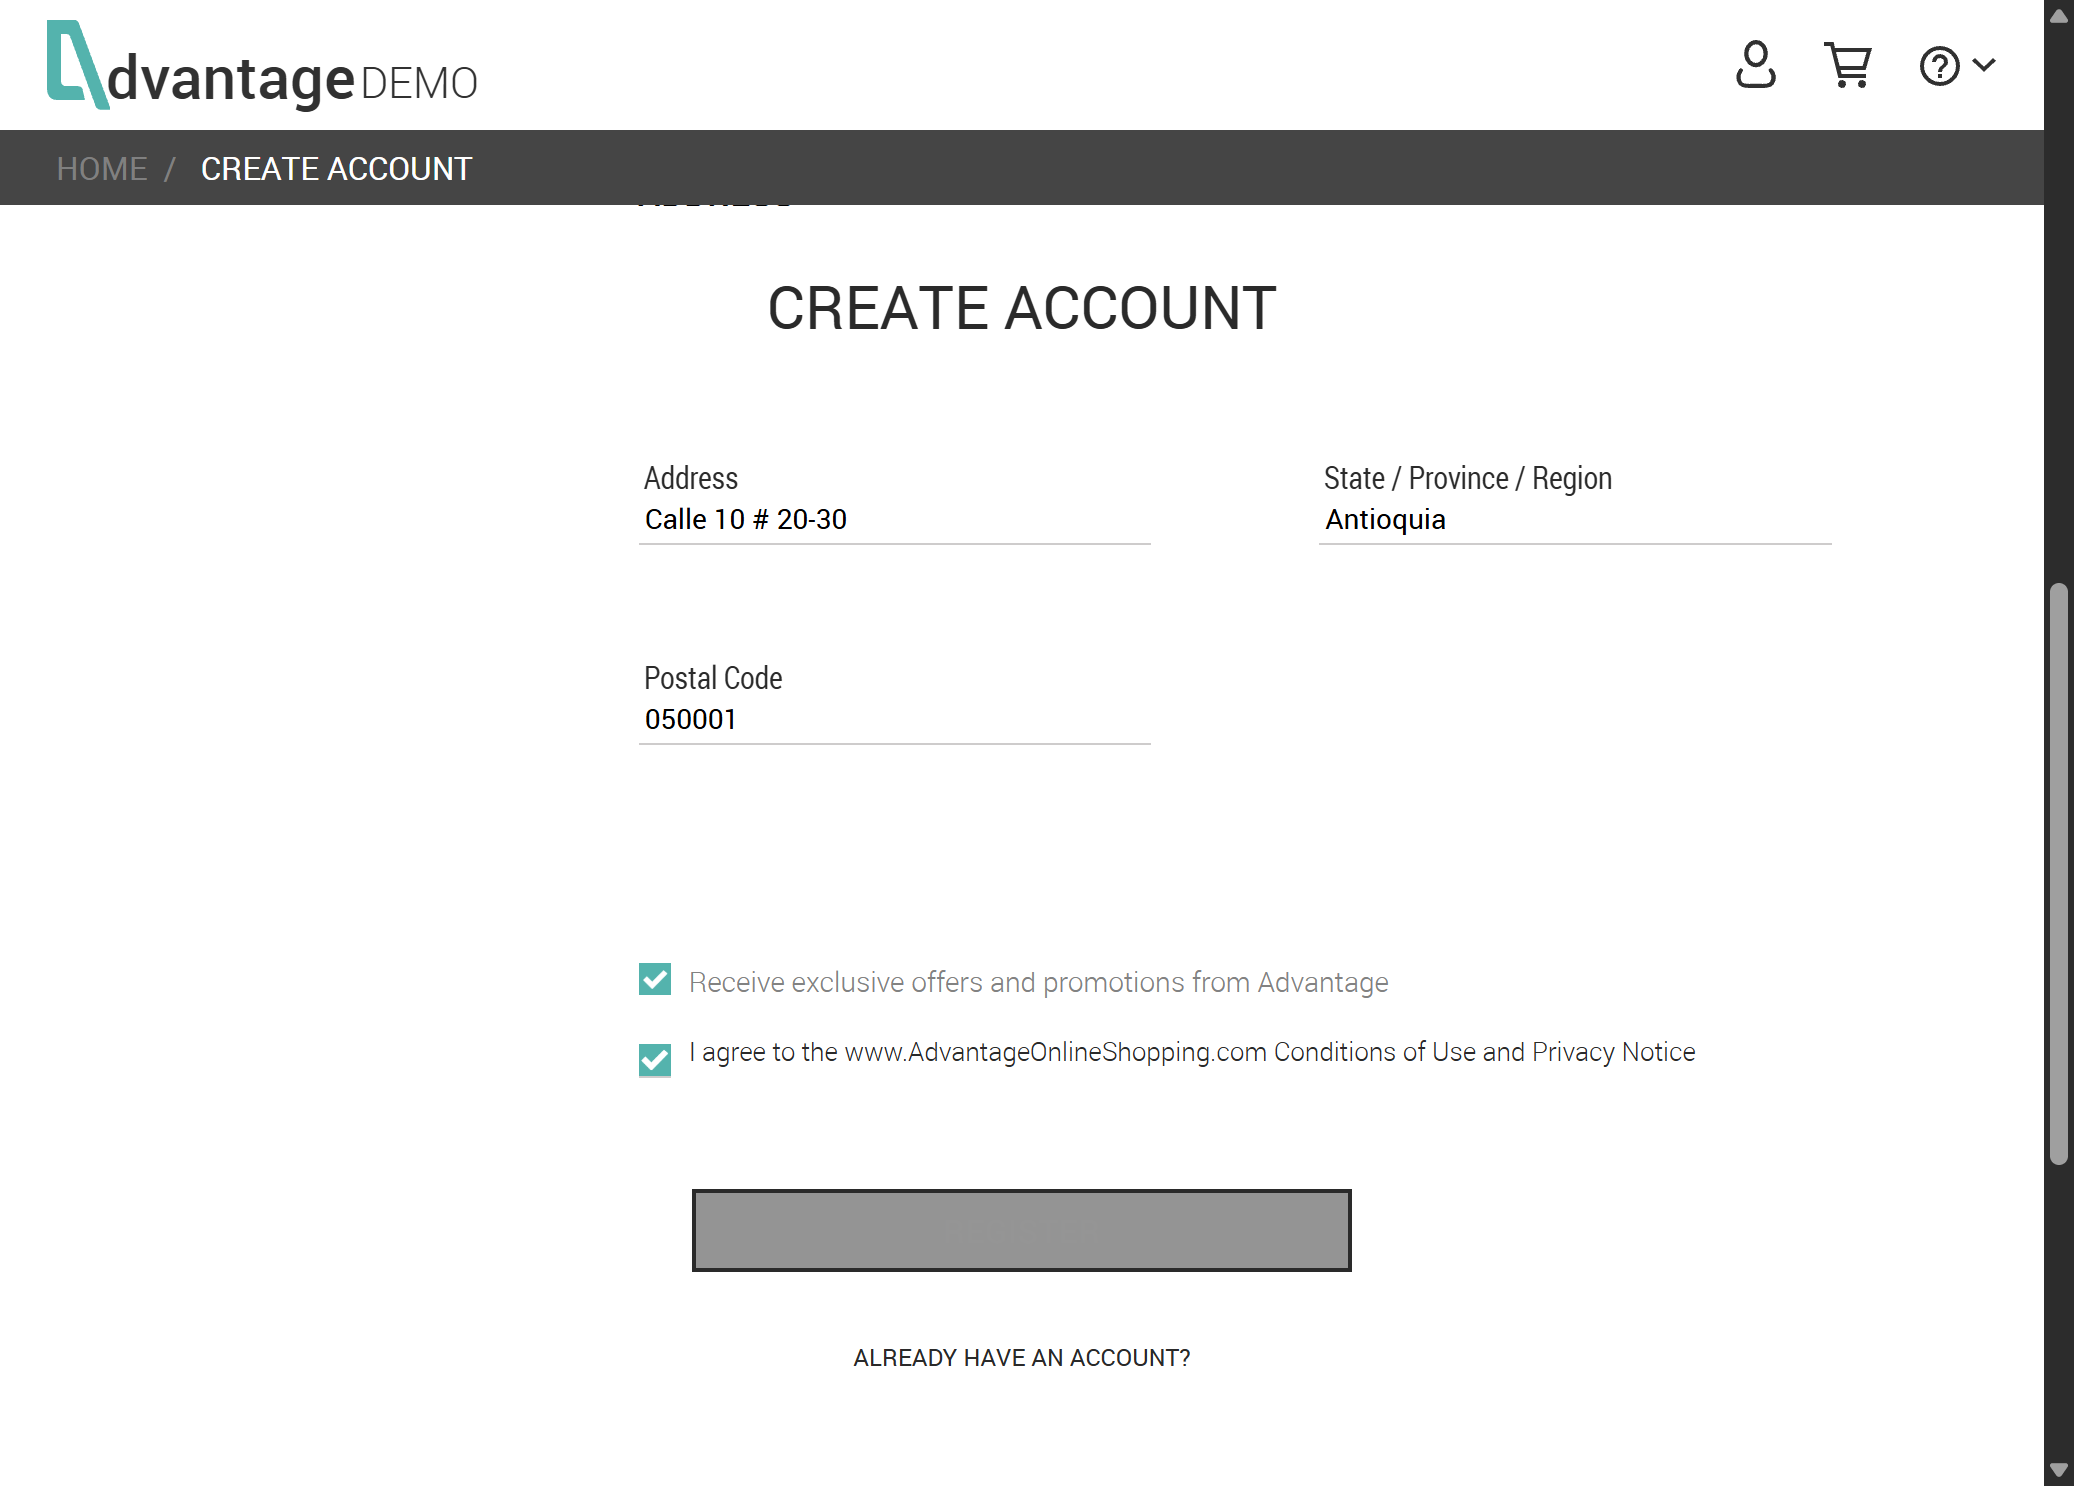 dvantage DEMO
HOME / CREATE ACCOUNT
CREATE ACCOUNT
Address
Calle 10 # 20-30
State / Province / Region
Antioquia
Postal Code
050001
Receive exclusive offers and promotions from Advantage
I agree to the www.AdvantageOnlineShopping.com Conditions of Use and Privacy Notice
ALREADY HAVE AN ACCOUNT?